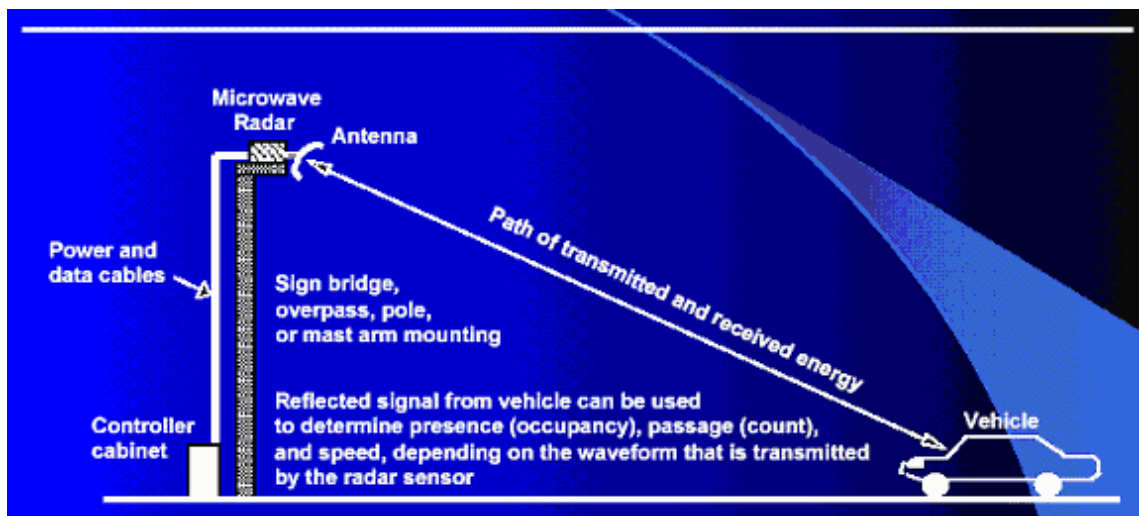 Microwave
Radar
Antenna
Path of transmitted and received energy
Power and
data cables
Sign bridge,
overpass, pole,
or mast arm mounting
Reflected signal from vehicle can be used
to determine presence (occupancy), passage (count),
and speed, depending on the waveform that is transmitted
by the radar sensor
Controller
cabinet
Vehicle